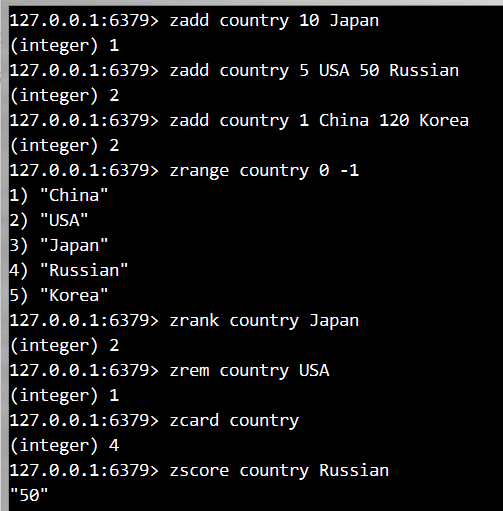 127.0.0.1:6379> zadd country 10 Japan
(integer) 1
127.0.0.1:6379> zadd country 5 USA 50 Russian
(integer) 2
127.0.0.1:6379> zadd country 1 China 120 Korea
(integer) 2
127.0.0.1:6379> zrange country 0 -1
1) "China"
2) "USA"
3) "Japan"
4) "Russian"
5) "Korea"
127.0.0.1:6379> zrank country Japan
(integer) 2
127.0.0.1:6379> zrem country USA
(integer) 1
127.0.0.1:6379> zcard country
(integer) 4
127.0.0.1:6379> zscore country Russian
"50"